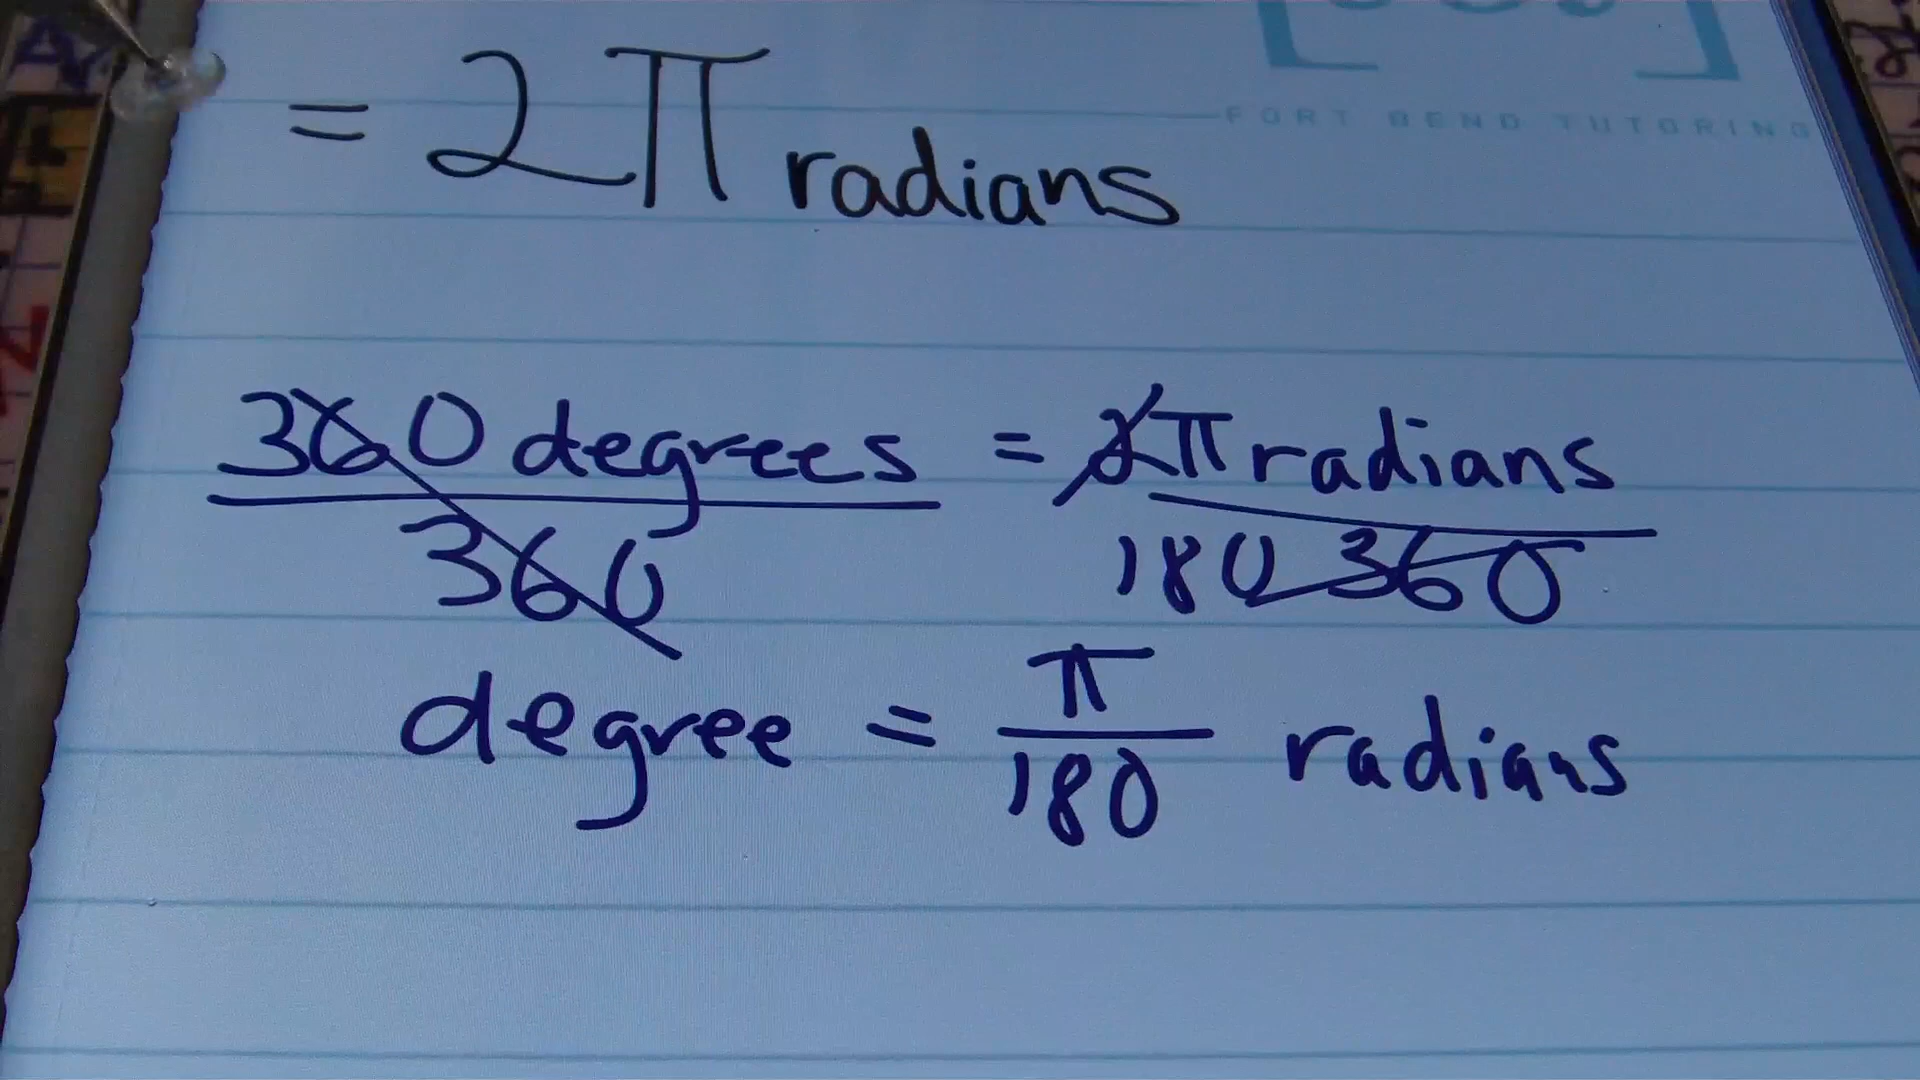 FORT BEND TUTORING
= 2π radians
360 degrees = 2π radians
360 180 360
degree = π/180 radians